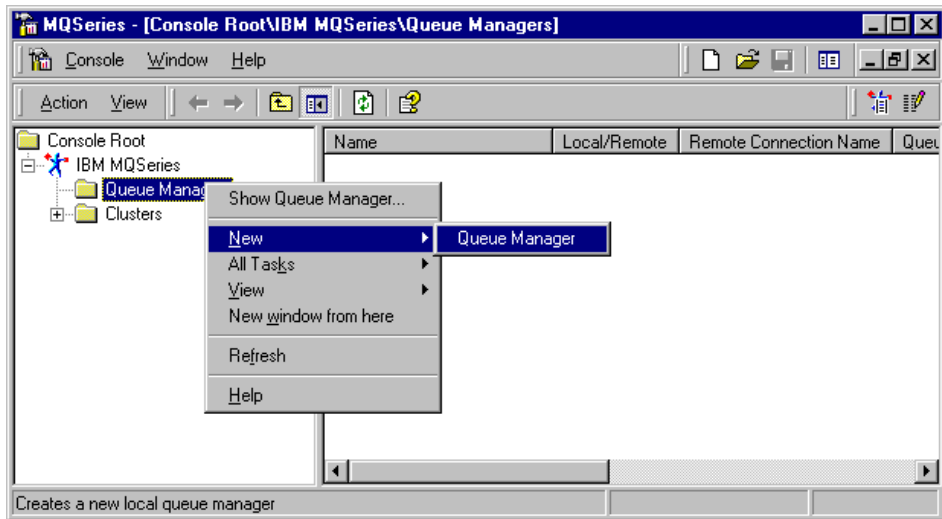 MQSeries - [Console Root\IBM MQSeries\Queue Managers]
Console Window Help
Action View
Console Root
IBM MQSeries
Queue Manag
Clusters
Name Local/Remote Remote Connection Name Queu
Show Queue Manager...
New
Queue Manager
All Tasks
View
New window from here
Refresh
Help
Creates a new local queue manager